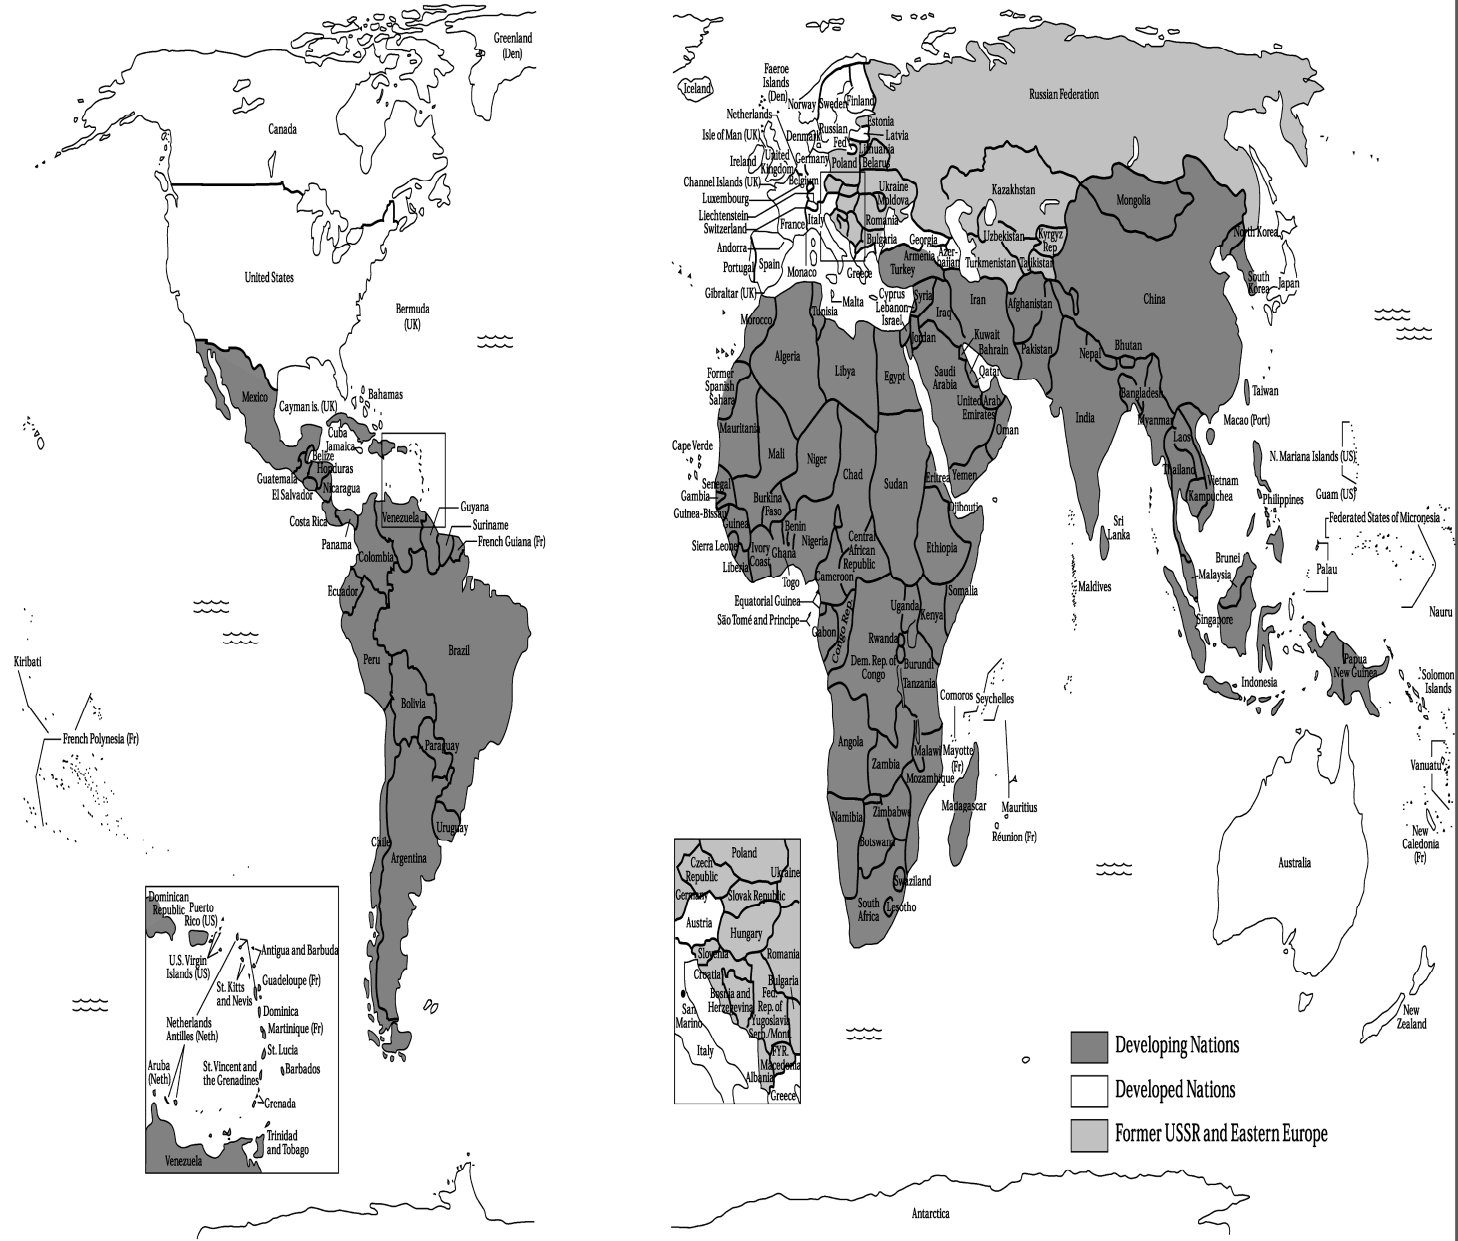 Greenland
(Den)
Canada
United States
Bermuda
(UK)
Mexico
Bahamas
Cayman is. (UK)
Cuba
Jamaica
Belize
Honduras
Guatemala
El Salvador
Nicaragua
Costa Rica
Panama
Venezuela
Guyana
Suriname
French Guiana (Fr)
Colombia
Ecuador
Peru
Brazil
Bolivia
Paraguay
Uruguay
Chile
Argentina
Kiribati
French Polynesia (Fr)
Dominican
Republic
Puerto
Rico (US)
U.S. Virgin
Islands (US)
Antigua and Barbuda
St. Kitts
and Nevis
Guadeloupe (Fr)
Dominica
Netherlands
Antilles (Neth)
Martinique (Fr)
St. Lucia
Aruba
(Neth)
St. Vincent and
the Grenadines
Barbados
Grenada
Trinidad
and Tobago
Venezuela
Iceland
Faeroe
Islands
(Den)
Norway
Sweden
Finland
Russian Federation
Netherlands
Estonia
Isle of Man (UK)
Denmark
Russian
Fed
Latvia
Lithuania
Ireland
United
Kingdom
Germany
Poland
Belarus
Channel Islands (UK)
Belgium
Ukraine
Moldova
Luxembourg
Liechtenstein
Switzerland
France
Italy
Romania
Bulgaria
Andorra
Portugal
Spain
Monaco
Greece
Gibraltar (UK)
Malta
Georgia
Armenia
Azer-
baijan
Turkey
Kazakhstan
Uzbekistan
Kyrgyz
Rep
Turkmenistan
Tajikistan
Mongolia
North Korea
South
Korea
Japan
China
Cyprus
Lebanon
Israel
Syria
Iraq
Iran
Afghanistan
Jordan
Kuwait
Bahrain
Pakistan
Nepal
Bhutan
Qatar
Saudi
Arabia
United Arab
Emirates
Oman
Yemen
India
Bangladesh
Myanmar
Laos
Thailand
Vietnam
Kampuchea
Taiwan
Macao (Port)
N. Mariana Islands (US)
Guam (US)
Philippines
Federated States of Micronesia
Palau
Nauru
Sri
Lanka
Maldives
Brunei
Malaysia
Singapore
Indonesia
Papua
New Guinea
Solomon
Islands
Vanuatu
New
Caledonia
(Fr)
Australia
New
Zealand
Morocco
Tunisia
Algeria
Libya
Egypt
Former
Spanish
Sahara
Mauritania
Mali
Niger
Chad
Sudan
Eritrea
Djibouti
Cape Verde
Senegal
Gambia
Guinea-Bissau
Guinea
Sierra Leone
Liberia
Ivory
Coast
Burkina
Faso
Ghana
Benin
Togo
Nigeria
Cameroon
Central
African
Republic
Ethiopia
Somalia
Equatorial Guinea
São Tomé and Principe
Gabon
Congo Rep.
Uganda
Kenya
Rwanda
Burundi
Dem. Rep. of
Congo
Tanzania
Comoros
Seychelles
Angola
Zambia
Malawi
Mayotte
(Fr)
Mozambique
Madagascar
Mauritius
Réunion (Fr)
Namibia
Zimbabwe
Botswana
Swaziland
South
Africa
Lesotho
Poland
Czech
Republic
Ukraine
Germany
Slovak Republic
Austria
Hungary
Slovenia
Romania
Croatia
Bosnia and
Herzegovina
Bulgaria
Fed.
Rep. of
Yugoslavia
Serb./Mont.
San
Marino
Italy
FYR.
Macedonia
Albania
Greece
Developing Nations
Developed Nations
Former USSR and Eastern Europe
Antarctica